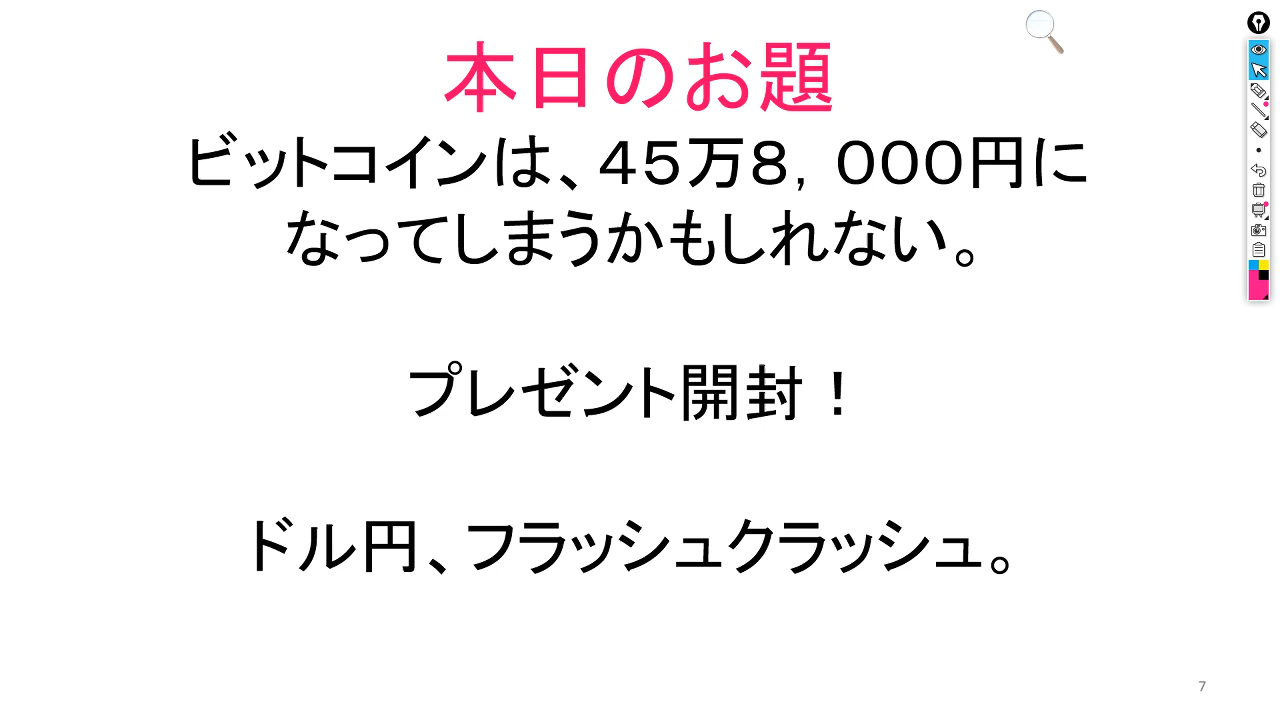 本日のお題
ビットコインは、４５万８，０００円に
なってしまうかもしれない。
プレゼント開封！
ドル円、フラッシュクラッシュ。
7